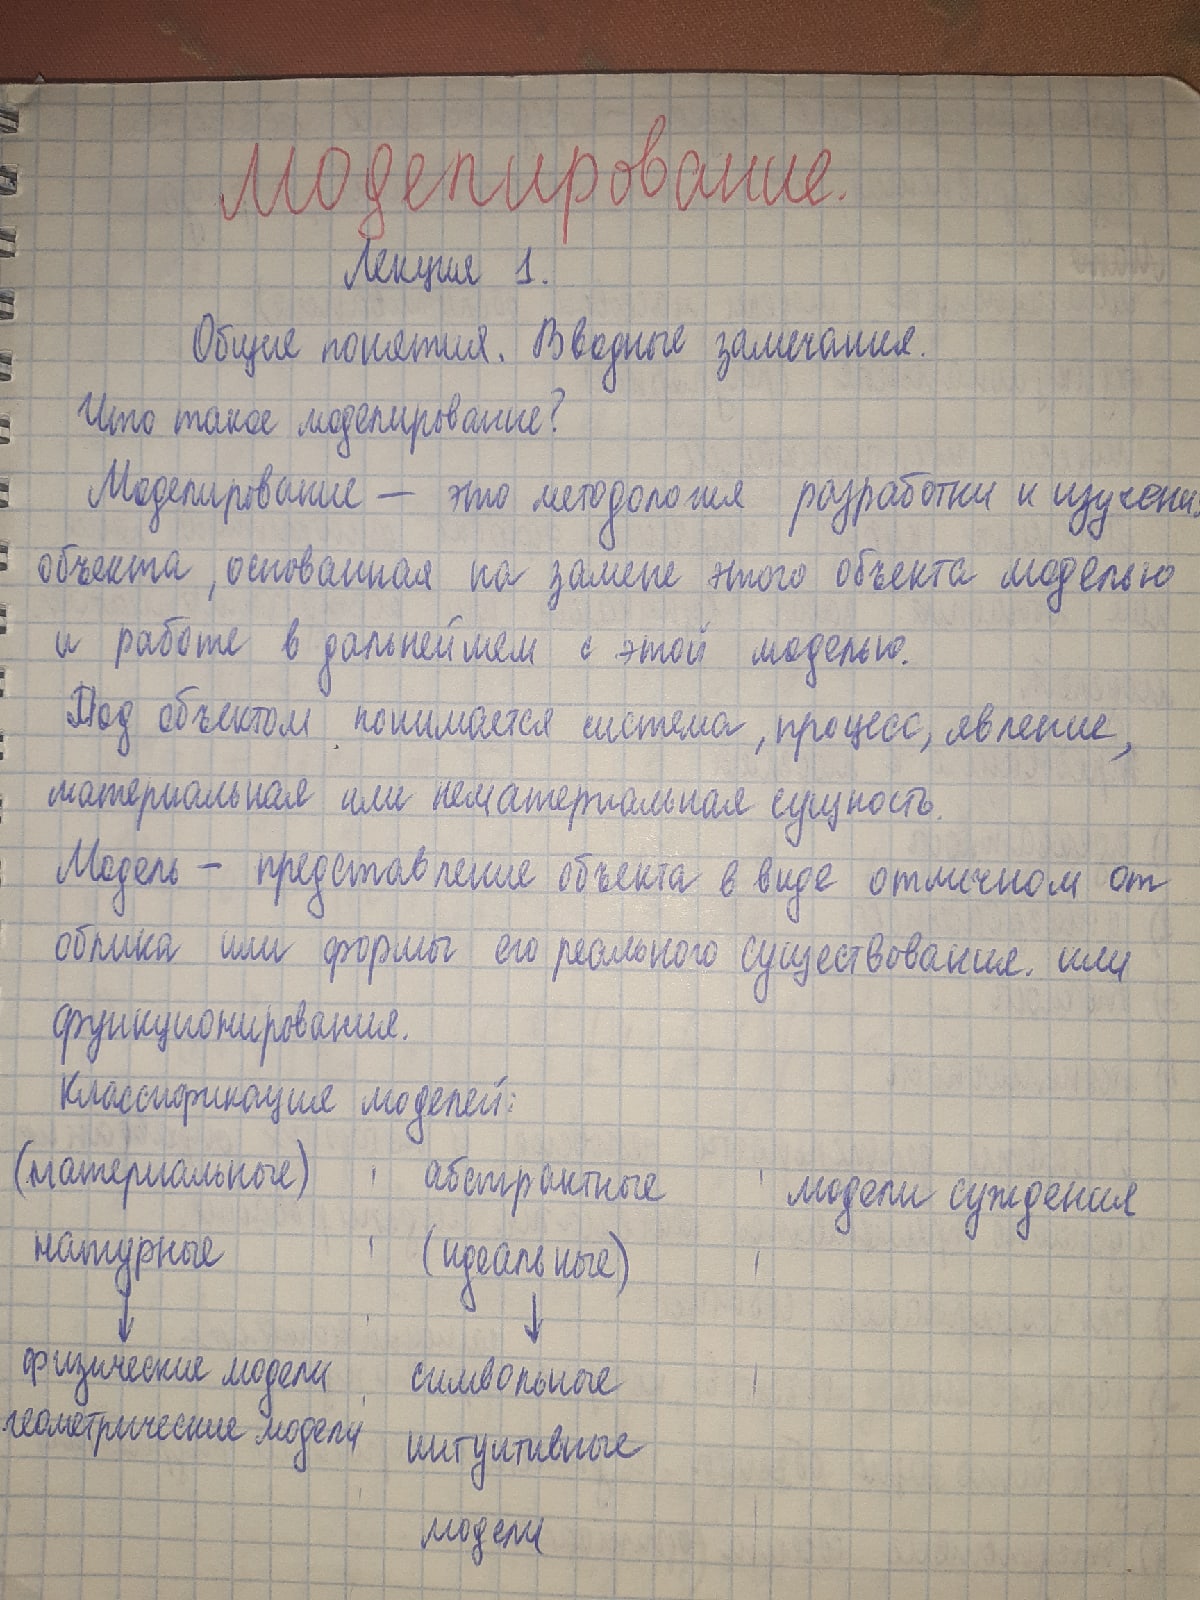 Моделирование.
Лекция 1.
Общие понятия. Вводные замечания.
Что такое моделирование?
Моделирование — это методология разработки и изучения
объекта, основанная на замене этого объекта моделью
и работе в дальнейшем с этой моделью.
Под объектом понимается система, процесс, явление,
материальная или нематериальная сущность.
Модель — представление объекта в виде отличном от
облика или формы его реального существования. или
функционирования.
Классификация моделей:
(материальные) абстрактные модели суждения
натурные (идеальные)
физические модели символьные
геометрические модели интуитивные
модели